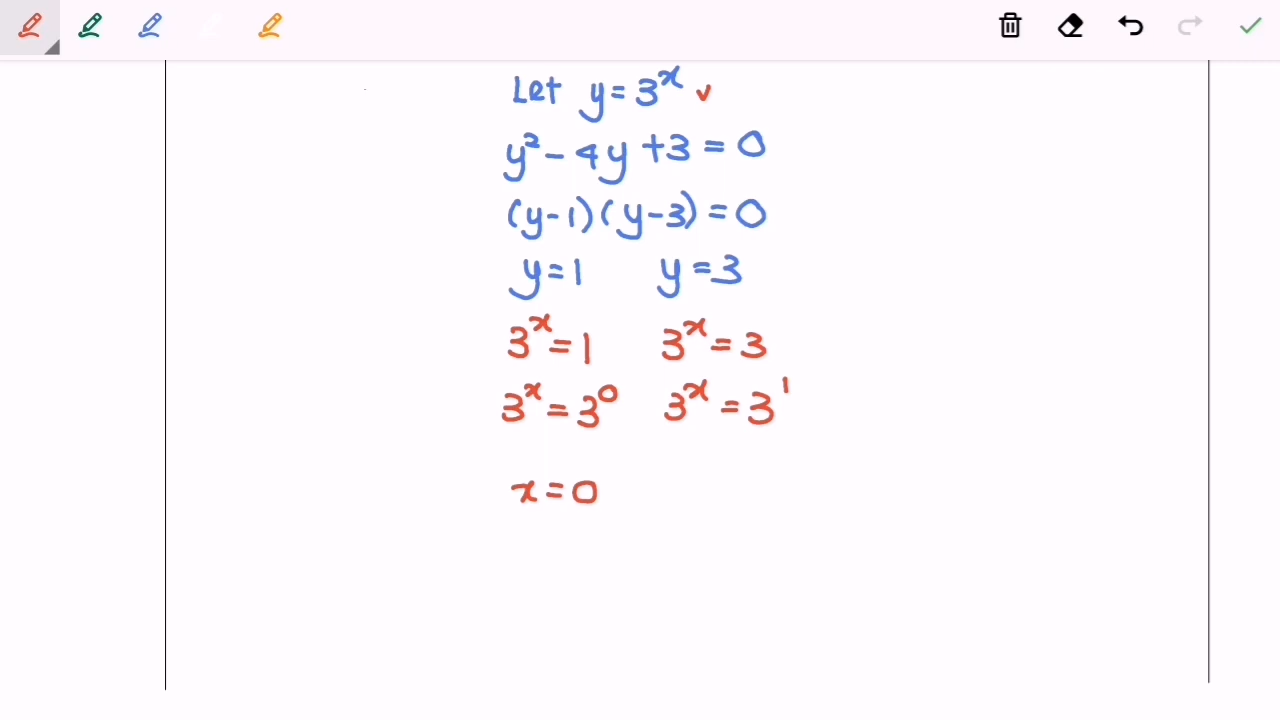 Let y = 3^x ✓
y² - 4y + 3 = 0
(y-1)(y-3) = 0
y = 1 y = 3
3^x = 1 3^x = 3
3^x = 3^0 3^x = 3^1
x = 0